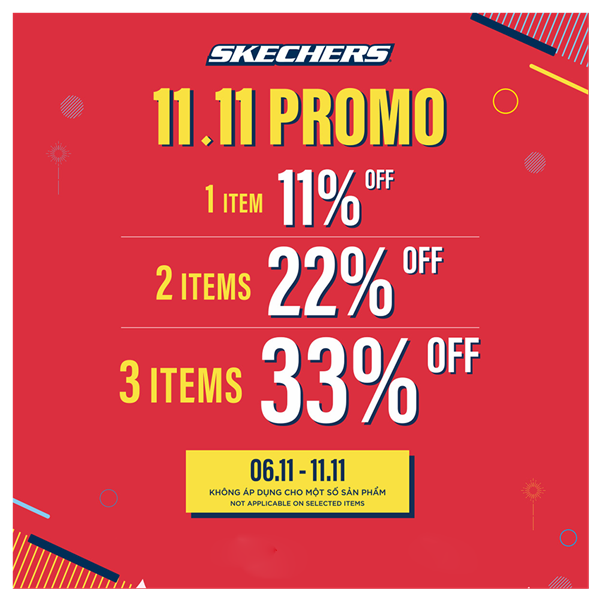 SKECHERS
11.11 PROMO
1 ITEM 11% OFF
2 ITEMS 22% OFF
3 ITEMS 33% OFF
06.11 - 11.11
KHÔNG ÁP DỤNG CHO MỘT SỐ SẢN PHẨM
NOT APPLICABLE ON SELECTED ITEMS